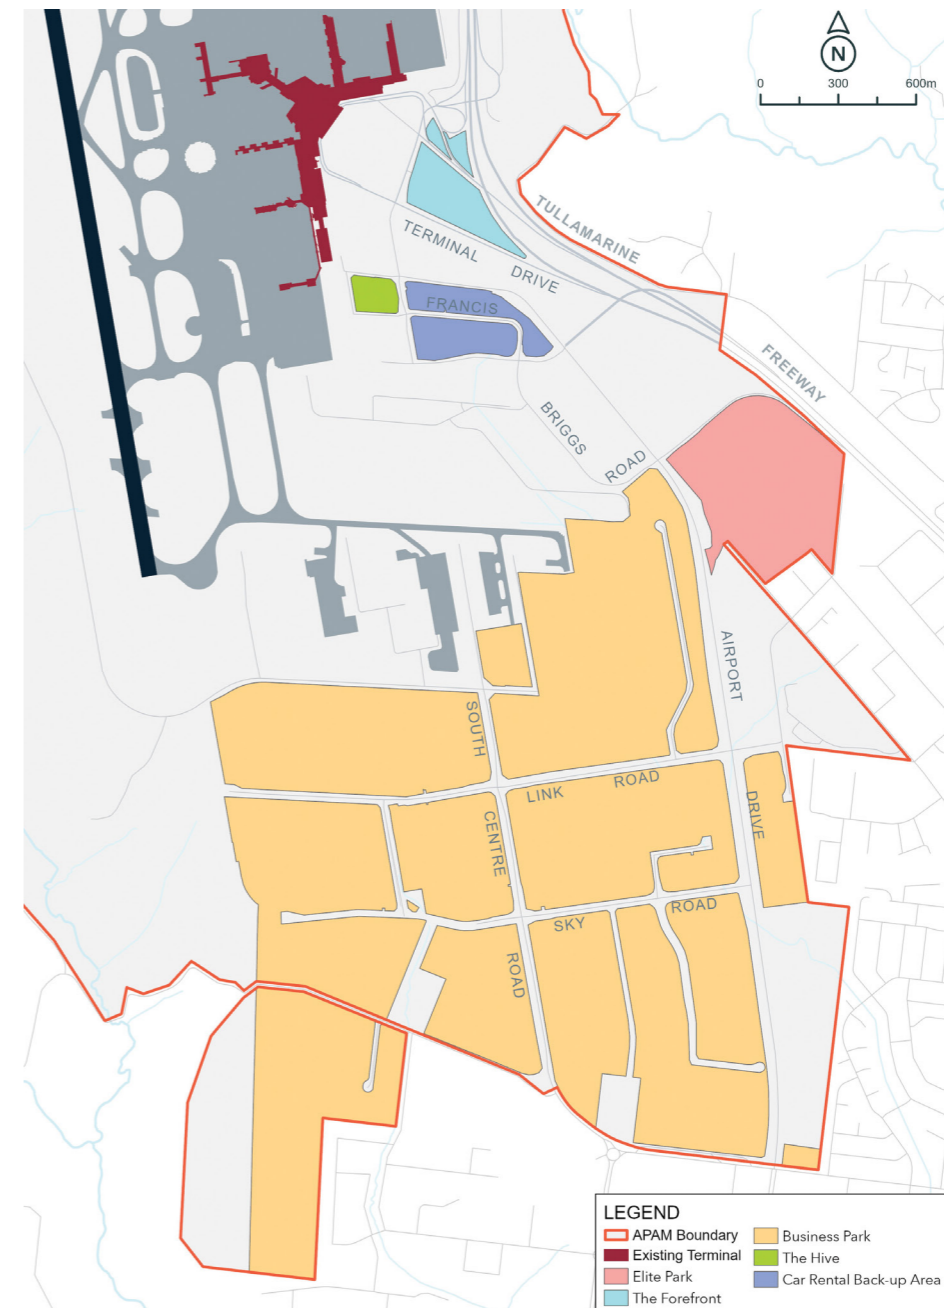 N
0 300 600m
TULLAMARINE
FREEWAY
TERMINAL
DRIVE
FRANCIS
BRIGGS
ROAD
AIRPORT
DRIVE
SOUTH
CENTRE
ROAD
LINK ROAD
SKY ROAD
LEGEND
APAM Boundary
Existing Terminal
Elite Park
The Forefront
Business Park
The Hive
Car Rental Back-up Area